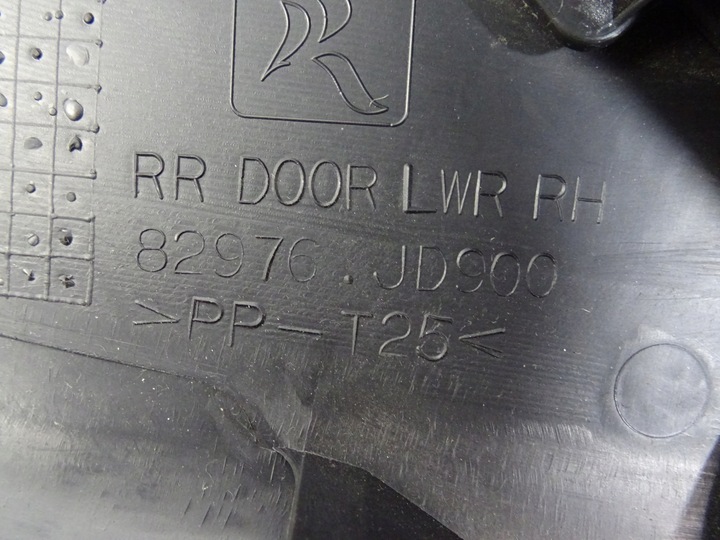 RR DOOR LWR RH
82976.JD900
>PP-T25<